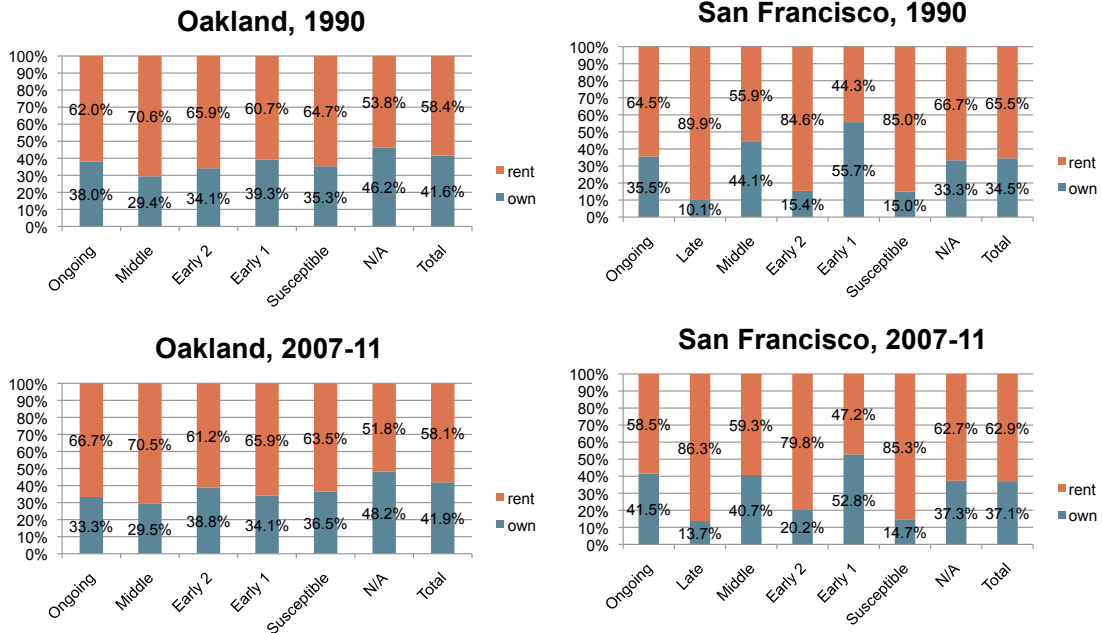 Oakland, 1990
100%
90%
80%
70%
60%
50%
40%
30%
20%
10%
0%
62.0% 70.6% 65.9% 60.7% 64.7% 53.8% 58.4%
38.0% 29.4% 34.1% 39.3% 35.3% 46.2% 41.6%
rent
own
Ongoing Middle Early 2 Early 1 Susceptible N/A Total
San Francisco, 1990
100%
90%
80%
70%
60%
50%
40%
30%
20%
10%
0%
64.5% 89.9% 55.9% 84.6% 44.3% 85.0% 66.7% 65.5%
35.5% 10.1% 44.1% 15.4% 55.7% 15.0% 33.3% 34.5%
rent
own
Ongoing Late Middle Early 2 Early 1 Susceptible N/A Total
Oakland, 2007-11
100%
90%
80%
70%
60%
50%
40%
30%
20%
10%
0%
66.7% 70.5% 61.2% 65.9% 63.5% 51.8% 58.1%
33.3% 29.5% 38.8% 34.1% 36.5% 48.2% 41.9%
rent
own
Ongoing Middle Early 2 Early 1 Susceptible N/A Total
San Francisco, 2007-11
100%
90%
80%
70%
60%
50%
40%
30%
20%
10%
0%
58.5% 86.3% 59.3% 79.8% 47.2% 85.3% 62.7% 62.9%
41.5% 13.7% 40.7% 20.2% 52.8% 14.7% 37.3% 37.1%
rent
own
Ongoing Late Middle Early 2 Early 1 Susceptible N/A Total